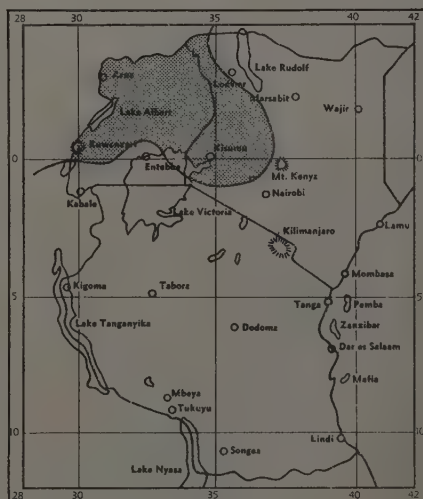 28 30 35 40 42
Arua
Lodwar
Lake Rudolf
Marsabit
Wajir
Lake Albert
Ruwenzori
0 Entebbe Kisumu 0
Mt. Kenya
Kabale
Nairobi
Lake Victoria
Lamu
Kilimanjaro
Mombasa
Kigoma
Tabora
5 Tanga Pemba 5
Lake Tanganyika
Dodoma
Zanzibar
Dar es Salaam
Mbeya
Mafia
Tukuyu
10 Lindi 10
Songea
Lake Nyasa
28 30 35 40 42